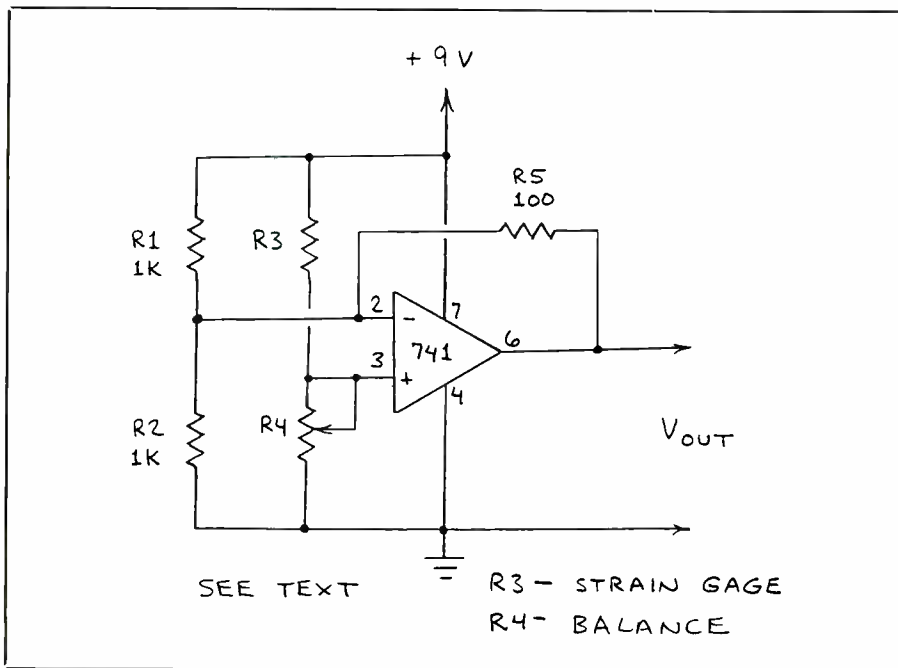 + 9 V
R5
100
R1
1K
R3
2
7
-
741
6
3
+
4
R4
R2
1K
VOUT
SEE TEXT
R3- STRAIN GAGE
R4- BALANCE